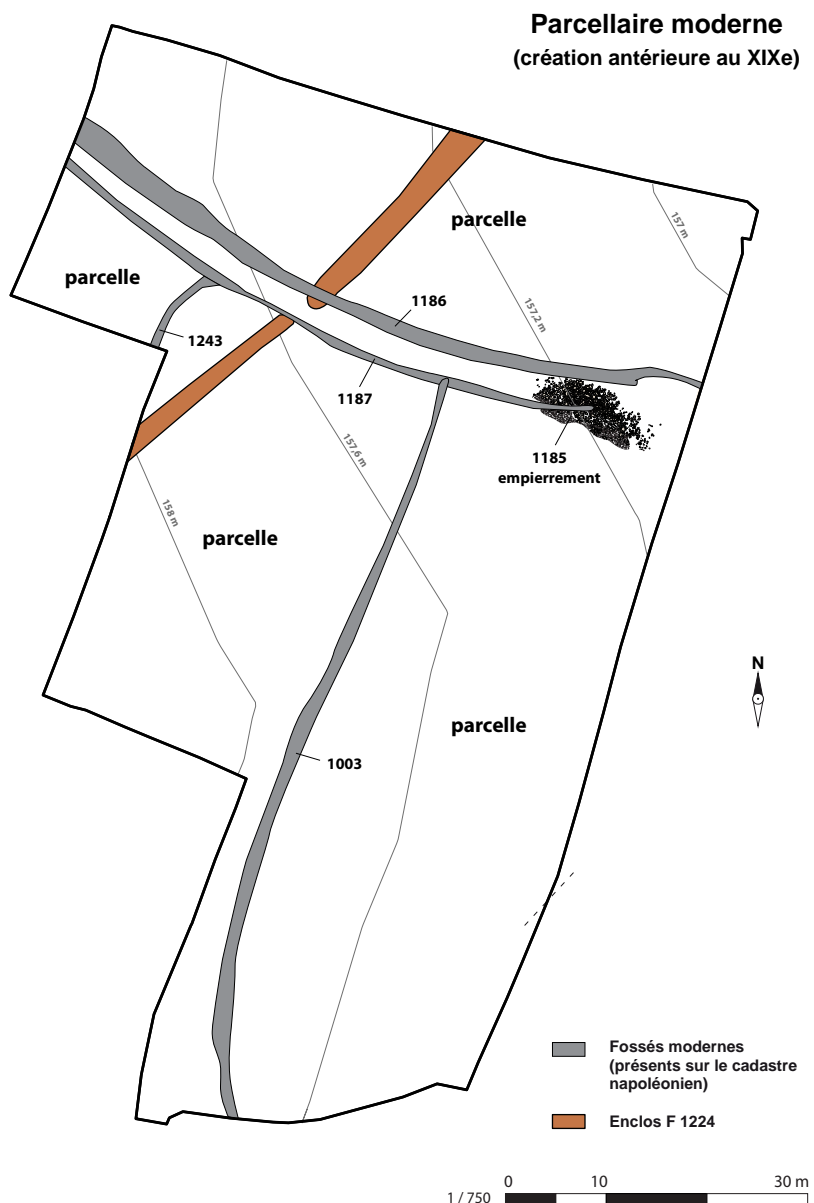 Parcellaire moderne
(création antérieure au XIXe)
parcelle
157 m
parcelle
1186
157,2 m
1243
1187
157,6 m
1185
empierrement
158 m
parcelle
N
parcelle
1003
Fossés modernes
(présents sur le cadastre
napoléonien)
Enclos F 1224
0 10 30 m
1 / 750